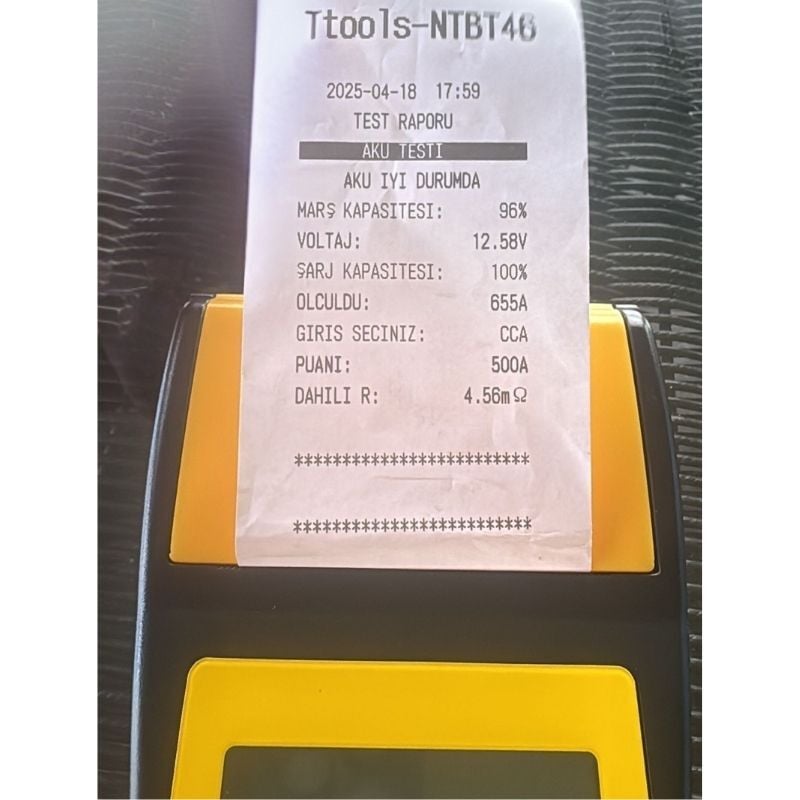 Ttools-NTBT46
2025-04-18 17:59
TEST RAPORU
AKU TESTI
AKU IYI DURUMDA
MARŞ KAPASITESI: 96%
VOLTAJ: 12.58V
ŞARJ KAPASITESI: 100%
OLCULDU: 655A
GIRIS SECINIZ: CCA
PUANI: 500A
DAHILI R: 4.56mΩ
*************************
*************************